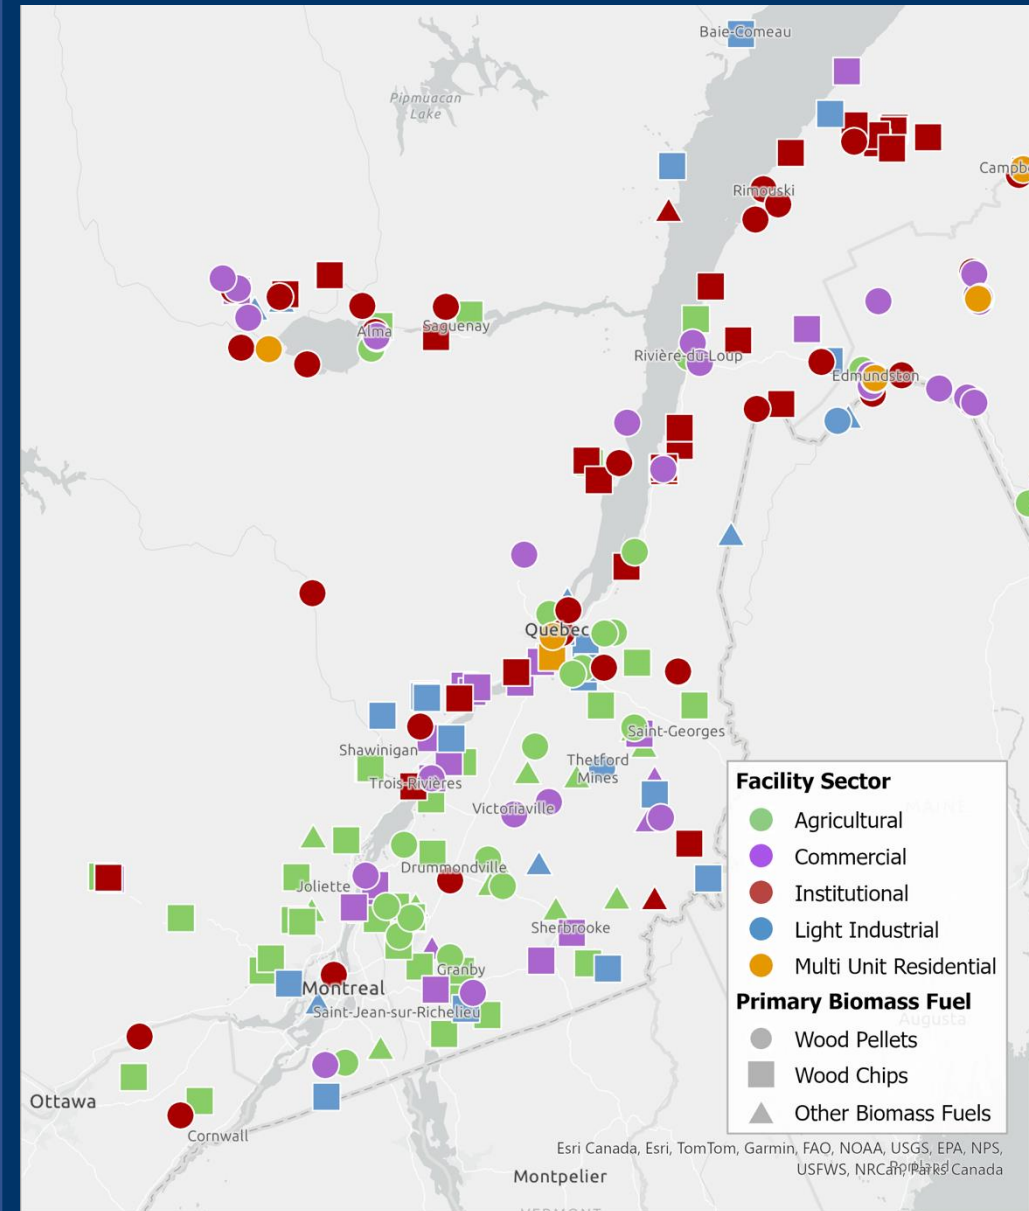 Baie-Comeau
Pipmuacan
Lake
Campb
Rimouski
Alma
Saguenay
Rivière-du-Loup
Edmundston
Quebec
Saint-Georges
Shawinigan
Thetford
Mines
Trois-Rivières
Victoriaville
Drummondville
Joliette
Sherbrooke
Granby
Montreal
Saint-Jean-sur-Richelieu
Ottawa
Cornwall
Montpelier
VERMONT
MAINE
Augusta
Portland
Facility Sector
Agricultural
Commercial
Institutional
Light Industrial
Multi Unit Residential
Primary Biomass Fuel
Wood Pellets
Wood Chips
Other Biomass Fuels
Esri Canada, Esri, TomTom, Garmin, FAO, NOAA, USGS, EPA, NPS,
USFWS, NRCan, Parks Canada